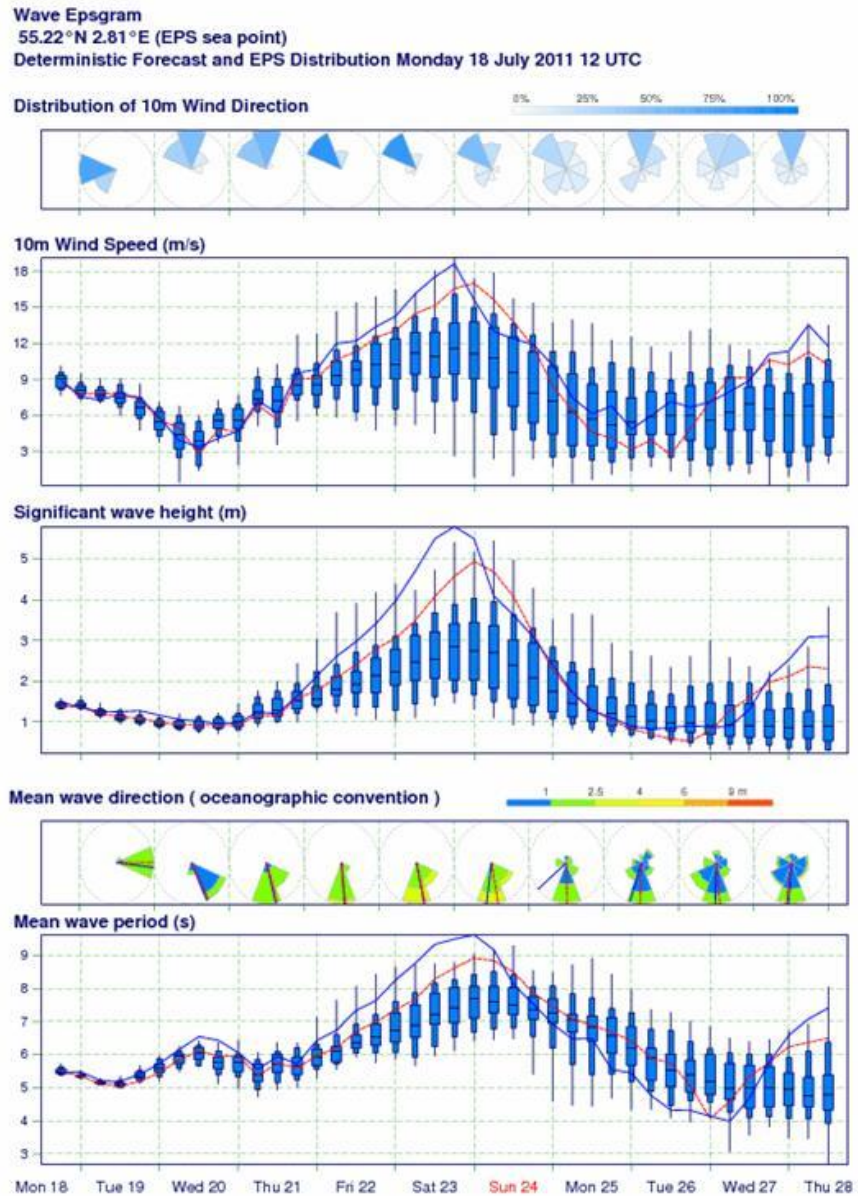 Wave Epsgram
55.22°N 2.81°E (EPS sea point)
Deterministic Forecast and EPS Distribution Monday 18 July 2011 12 UTC
Distribution of 10m Wind Direction
0% 25% 50% 75% 100%
10m Wind Speed (m/s)
18
15
12
9
6
3
Significant wave height (m)
5
4
3
2
1
Mean wave direction ( oceanographic convention )
1 2.5 4 6 9 m
Mean wave period (s)
9
8
7
6
5
4
3
Mon 18 Tue 19 Wed 20 Thu 21 Fri 22 Sat 23 Sun 24 Mon 25 Tue 26 Wed 27 Thu 28